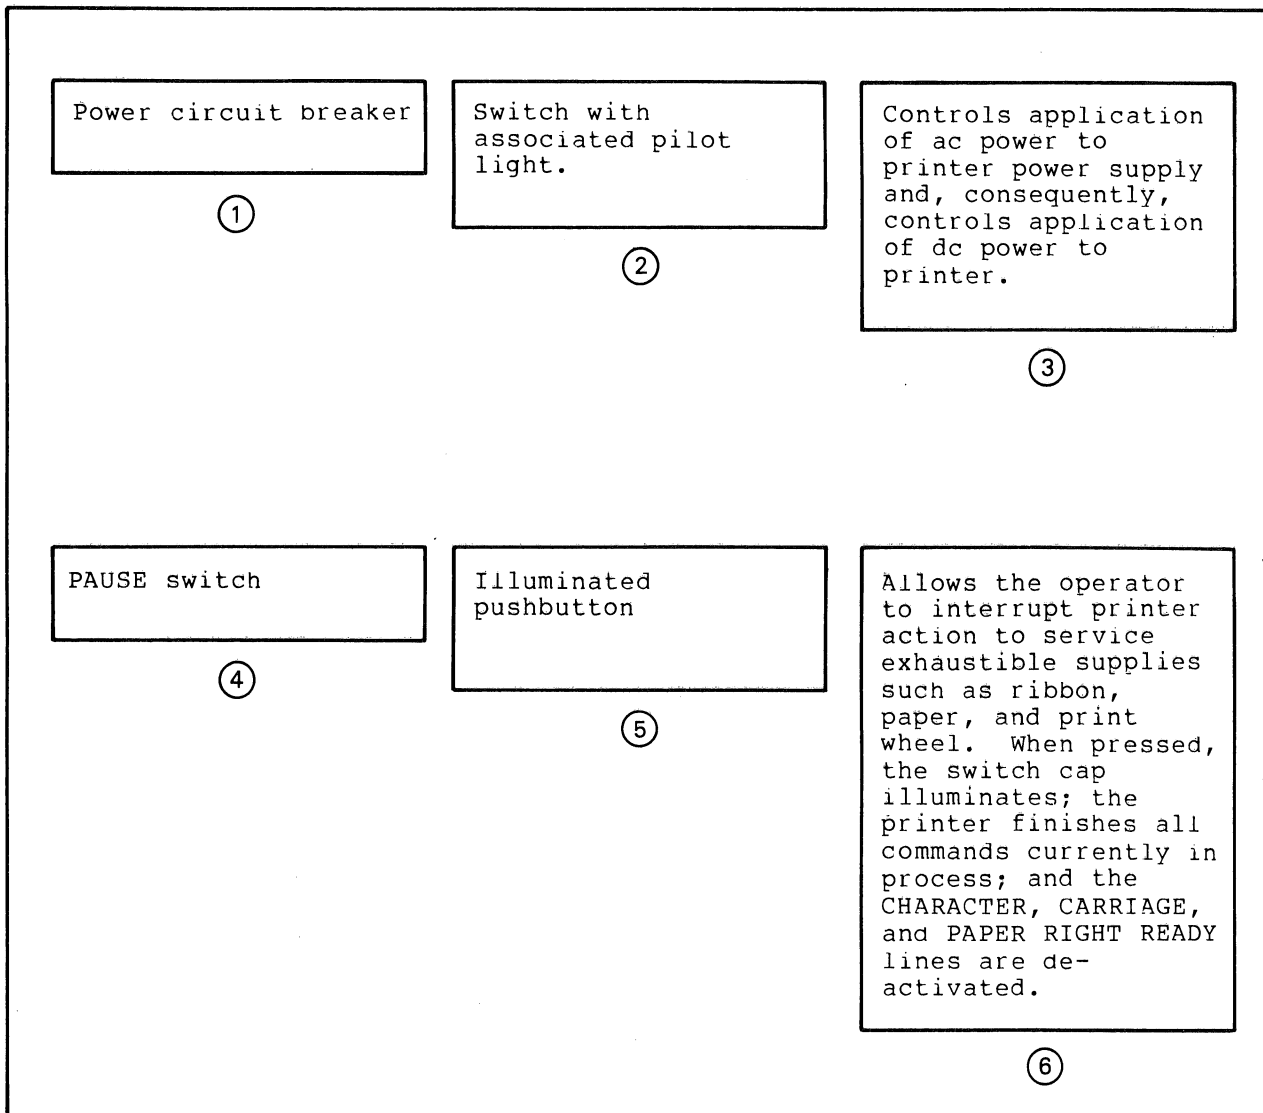 Power circuit breaker
①
Switch with
associated pilot
light.
②
Controls application
of ac power to
printer power supply
and, consequently,
controls application
of dc power to
printer.
③
PAUSE switch
④
Illuminated
pushbutton
⑤
Allows the operator
to interrupt printer
action to service
exhaustible supplies
such as ribbon,
paper, and print
wheel.  When pressed,
the switch cap
illuminates; the
printer finishes all
commands currently in
process; and the
CHARACTER, CARRIAGE,
and PAPER RIGHT READY
lines are de-
activated.
⑥